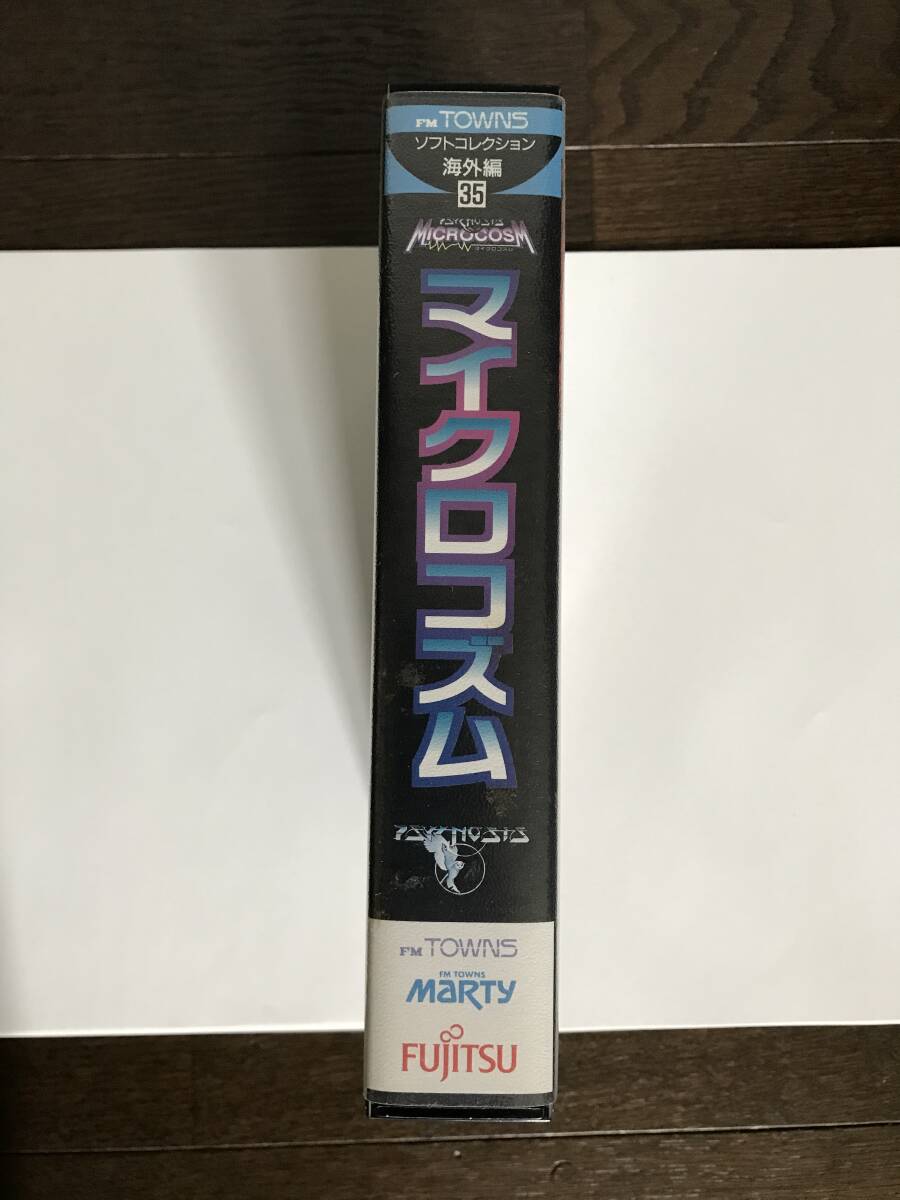 FM TOWNS
ソフトコレクション
海外編
35
PSYGNOSIS
MICROCOSM
マイクロコズム
マイクロコズム
PSYGNOSIS
FM TOWNS
FM TOWNS
MARTY
FUJITSU